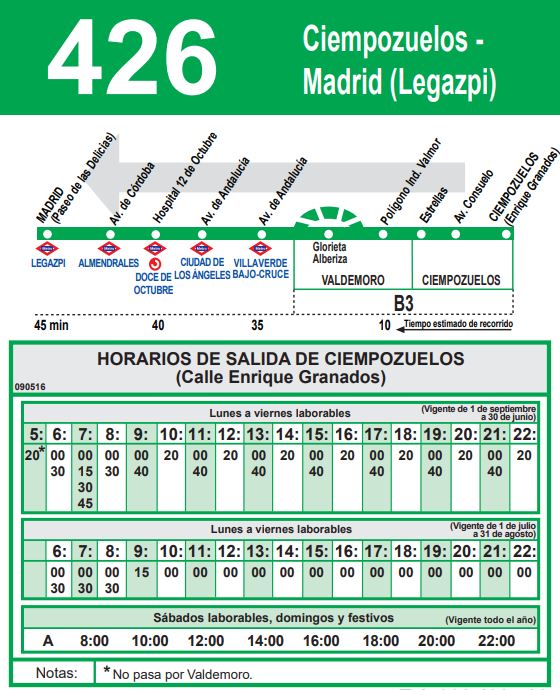 426
Ciempozuelos -
Madrid (Legazpi)
MADRID
(Paseo de las Delicias)
Av. de Córdoba
Hospital 12 de Octubre
Av. de Andalucía
Av. de Andalucía
Polígono Ind. Valmor
Estrellas
Av. Consuelo
CIEMPOZUELOS
(Enrique Granados)
LEGAZPI
ALMENDRALES
DOCE DE
OCTUBRE
CIUDAD DE
LOS ÁNGELES
VILLAVERDE
BAJO-CRUCE
Glorieta
Alberiza
VALDEMORO
CIEMPOZUELOS
B3
45 min 40 35 10 Tiempo estimado de recorrido
HORARIOS DE SALIDA DE CIEMPOZUELOS
(Calle Enrique Granados)
090516
Lunes a viernes laborables (Vigente de 1 de septiembre
a 30 de junio)
5: 6: 7: 8: 9: 10: 11: 12: 13: 14: 15: 16: 17: 18: 19: 20: 21: 22:
20* 00 00 00 00 20 00 20 00 20 00 20 00 20 00 20 00 20
30 15 30 40 40 40 40 40 40 40
30
45
Lunes a viernes laborables (Vigente de 1 de julio
a 31 de agosto)
6: 7: 8: 9: 10: 11: 12: 13: 14: 15: 16: 17: 18: 19: 20: 21: 22:
00 00 00 15 00 00 00 00 00 00 00 00 00 00 00 00 00
30 30 30
Sábados laborables, domingos y festivos (Vigente todo el año)
A 8:00 10:00 12:00 14:00 16:00 18:00 20:00 22:00
Notas: * No pasa por Valdemoro.